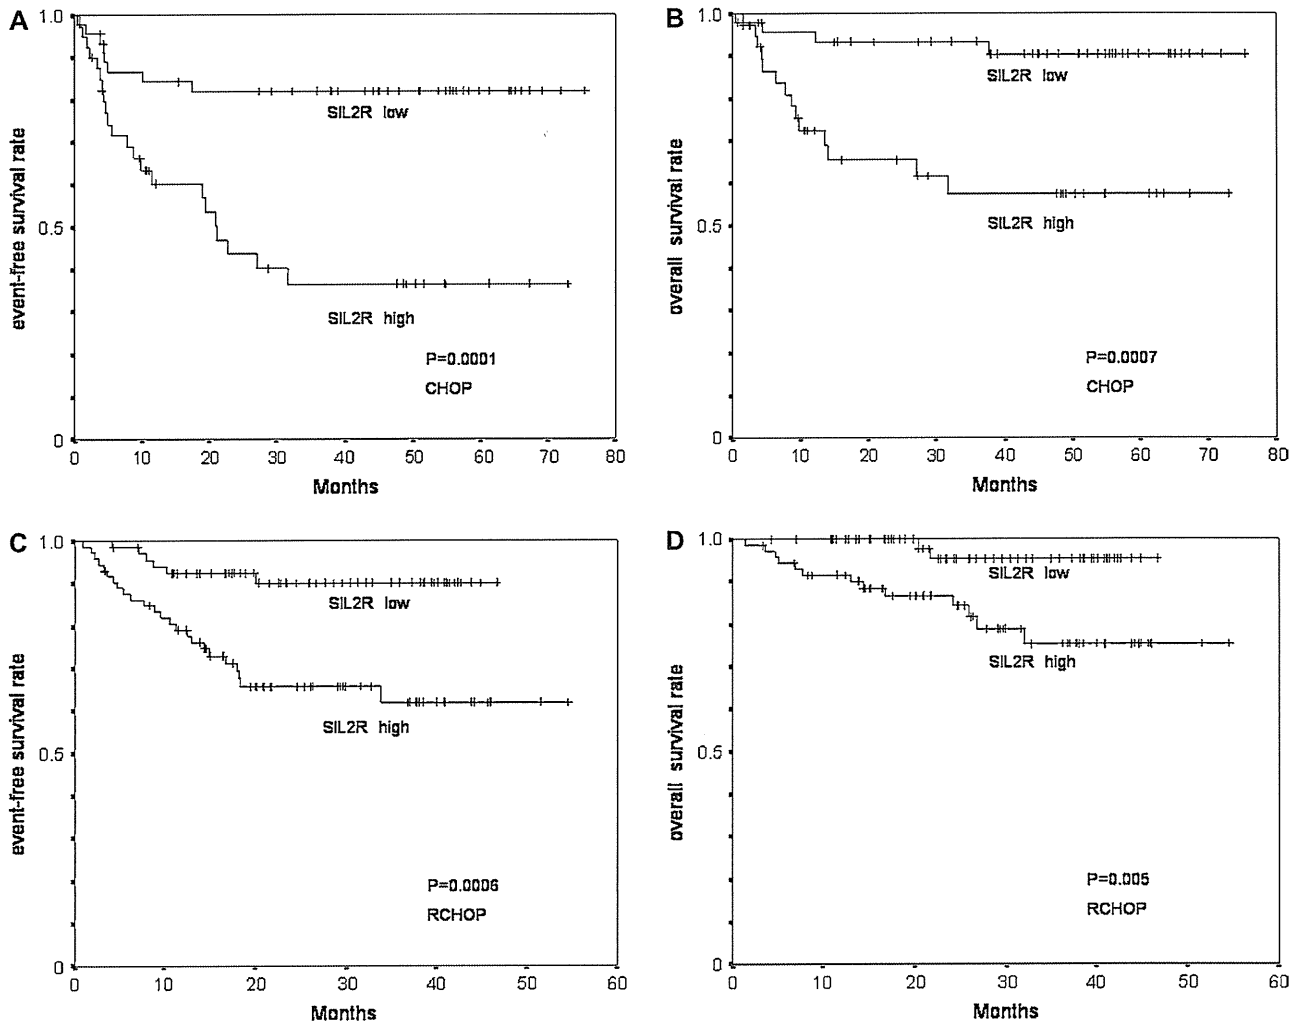 A
1.0
0.5
0
event-free survival rate
SIL2R low
SIL2R high
P=0.0001
CHOP
0 10 20 30 40 50 60 70 80
Months
B
1.0
0.5
0
overall survival rate
SIL2R low
SIL2R high
P=0.0007
CHOP
0 10 20 30 40 50 60 70 80
Months
C
1.0
0.5
0
event-free survival rate
SIL2R low
SIL2R high
P=0.0006
RCHOP
0 10 20 30 40 50 60
Months
D
1.0
0.5
0
overall survival rate
SIL2R low
SIL2R high
P=0.005
RCHOP
0 10 20 30 40 50 60
Months